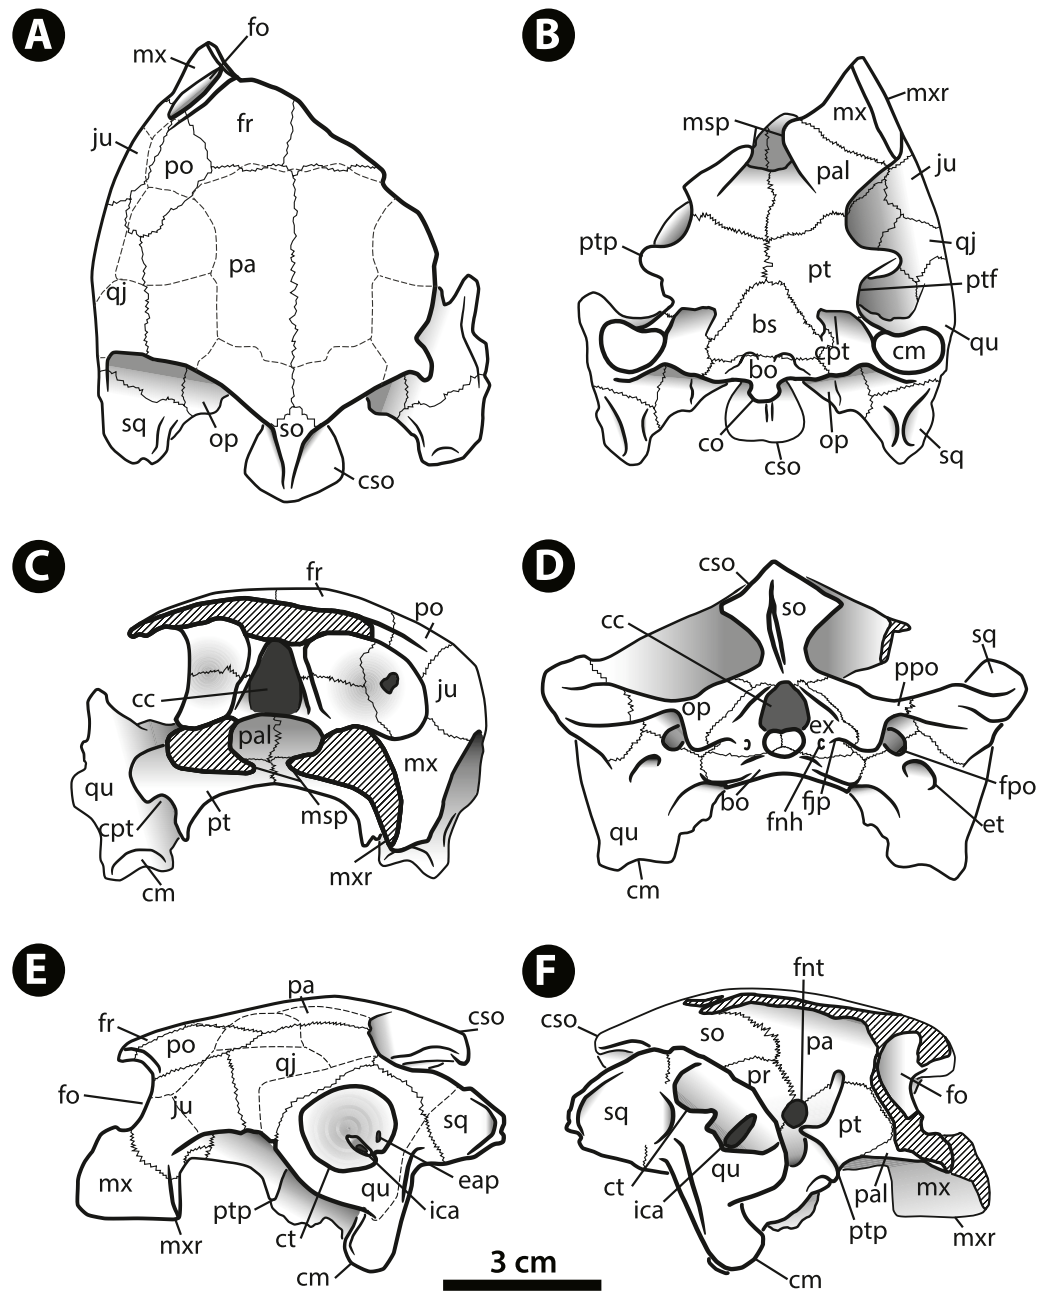 A
fo
mx
ju
fr
po
pa
qj
sq
op
so
cso
B
mxr
msp
mx
pal
ju
ptp
qj
pt
ptf
bs
cpt
cm
qu
bo
co
op
cso
sq
C
fr
po
cc
ju
pal
mx
qu
cpt
pt
msp
mxr
cm
D
cso
so
cc
sq
ppo
op
ex
fpo
bo
fjp
fnh
et
qu
cm
E
pa
fr
cso
po
qj
fo
ju
sq
mx
qu
eap
ptp
ica
mxr
ct
cm
F
fnt
cso
so
pa
pr
fo
sq
pt
qu
ct
ica
pal
mx
ptp
mxr
cm
3 cm